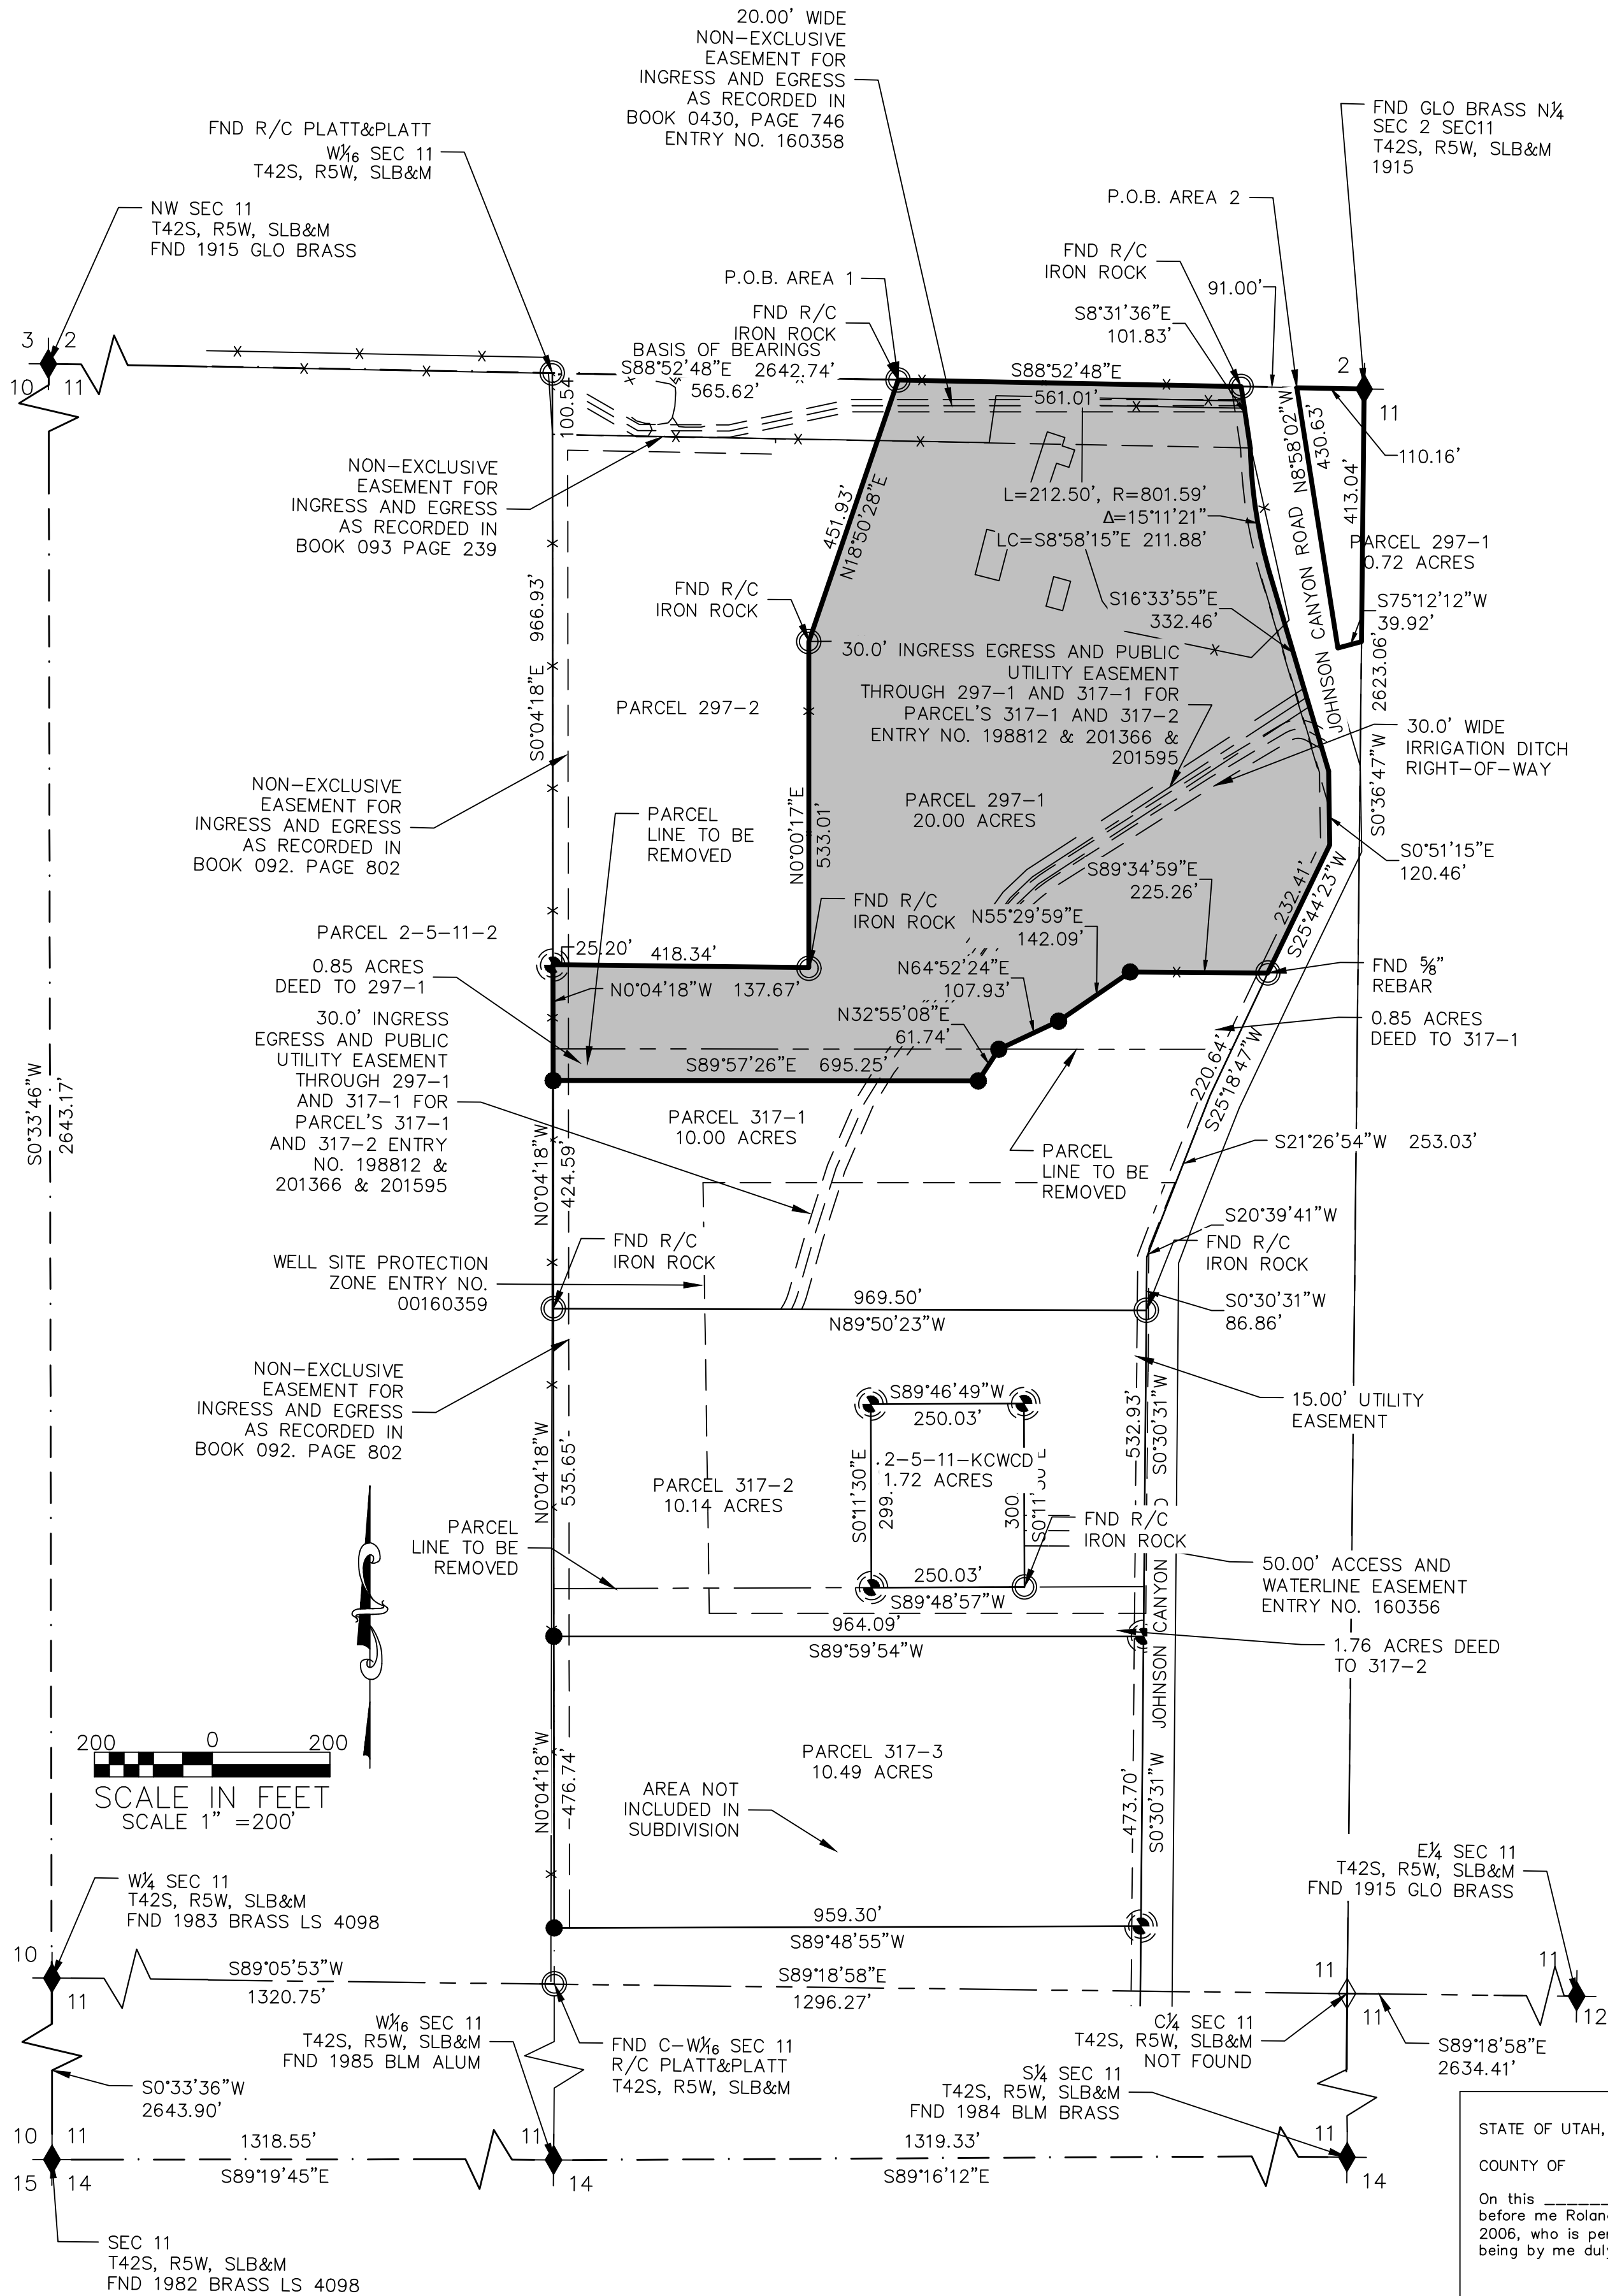 20.00' WIDE
NON-EXCLUSIVE
EASEMENT FOR
INGRESS AND EGRESS
AS RECORDED IN
BOOK 0430, PAGE 746
ENTRY NO. 160358
FND R/C PLATT&PLATT
W1/16 SEC 11
T42S, R5W, SLB&M
FND GLO BRASS N1/4
SEC 2 SEC11
T42S, R5W, SLB&M
1915
NW SEC 11
T42S, R5W, SLB&M
FND 1915 GLO BRASS
P.O.B. AREA 2
P.O.B. AREA 1
FND R/C
IRON ROCK
FND R/C
IRON ROCK
91.00'
S8°31'36"E
101.83'
3 2
10 11
BASIS OF BEARINGS
S88°52'48"E 2642.74'
565.62'
S88°52'48"E
561.01'
2
11
100.54'
110.16'
N8°58'02"W
430.63'
413.04'
NON-EXCLUSIVE
EASEMENT FOR
INGRESS AND EGRESS
AS RECORDED IN
BOOK 093 PAGE 239
451.93'
N18°50'28"E
L=212.50', R=801.59'
Δ=15°11'21"
LC=S8°58'15"E 211.88'
PARCEL 297-1
0.72 ACRES
JOHNSON CANYON ROAD
S75°12'12"W
39.92'
S16°33'55"E
332.46'
FND R/C
IRON ROCK
S0°04'18"E 966.93'
PARCEL 297-2
30.0' INGRESS EGRESS AND PUBLIC
UTILITY EASEMENT
THROUGH 297-1 AND 317-1 FOR
PARCEL'S 317-1 AND 317-2
ENTRY NO. 198812 & 201366 &
201595
S0°36'47"W 2623.06'
30.0' WIDE
IRRIGATION DITCH
RIGHT-OF-WAY
NON-EXCLUSIVE
EASEMENT FOR
INGRESS AND EGRESS
AS RECORDED IN
BOOK 092. PAGE 802
PARCEL
LINE TO BE
REMOVED
N0°00'17"E
533.01'
PARCEL 297-1
20.00 ACRES
S0°51'15"E
120.46'
S89°34'59"E
225.26'
232.41'
S25°44'23"W
FND R/C
IRON ROCK
N55°29'59"E
142.09'
PARCEL 2-5-11-2
25.20'
418.34'
0.85 ACRES
DEED TO 297-1
N0°04'18"W 137.67'
N64°52'24"E
107.93'
FND 5/8"
REBAR
N32°55'08"E
61.74'
0.85 ACRES
DEED TO 317-1
30.0' INGRESS
EGRESS AND PUBLIC
UTILITY EASEMENT
THROUGH 297-1
AND 317-1 FOR
PARCEL'S 317-1
AND 317-2 ENTRY
NO. 198812 &
201366 & 201595
S89°57'26"E 695.25'
220.64'
S25°18'47"W
PARCEL 317-1
10.00 ACRES
S21°26'54"W 253.03'
PARCEL
LINE TO BE
REMOVED
S0°33'46"W
2643.17'
N0°04'18"W
424.59'
S20°39'41"W
FND R/C
IRON ROCK
FND R/C
IRON ROCK
WELL SITE PROTECTION
ZONE ENTRY NO.
00160359
969.50'
N89°50'23"W
S0°30'31"W
86.86'
NON-EXCLUSIVE
EASEMENT FOR
INGRESS AND EGRESS
AS RECORDED IN
BOOK 092. PAGE 802
S89°46'49"W
250.03'
15.00' UTILITY
EASEMENT
532.93'
S0°30'31"W
N0°04'18"W
535.65'
PARCEL 317-2
10.14 ACRES
S0°11'30"E
299.
2-5-11-KCWCD
1.72 ACRES
300.
S0°11'30"E
PARCEL
LINE TO BE
REMOVED
FND R/C
IRON ROCK
250.03'
S89°48'57"W
50.00' ACCESS AND
WATERLINE EASEMENT
ENTRY NO. 160356
JOHNSON CANYON
964.09'
S89°59'54"W
1.76 ACRES DEED
TO 317-2
200 0 200
SCALE IN FEET
SCALE 1" =200'
N0°04'18"W
476.74'
PARCEL 317-3
10.49 ACRES
AREA NOT
INCLUDED IN
SUBDIVISION
473.70'
S0°30'31"W
W1/4 SEC 11
T42S, R5W, SLB&M
FND 1983 BRASS LS 4098
E1/4 SEC 11
T42S, R5W, SLB&M
FND 1915 GLO BRASS
959.30'
S89°48'55"W
10
11
S89°05'53"W
1320.75'
S89°18'58"E
1296.27'
11
11
11
12
W1/16 SEC 11
T42S, R5W, SLB&M
FND 1985 BLM ALUM
FND C-W1/16 SEC 11
R/C PLATT&PLATT
T42S, R5W, SLB&M
C1/4 SEC 11
T42S, R5W, SLB&M
NOT FOUND
S89°18'58"E
2634.41'
S0°33'36"W
2643.90'
S1/4 SEC 11
T42S, R5W, SLB&M
FND 1984 BLM BRASS
10 11
15 14
1318.55'
S89°19'45"E
11
14
1319.33'
S89°16'12"E
11
14
SEC 11
T42S, R5W, SLB&M
FND 1982 BRASS LS 4098
STATE OF UTAH,
COUNTY OF
On this ______
before me
2006, who is
being by me